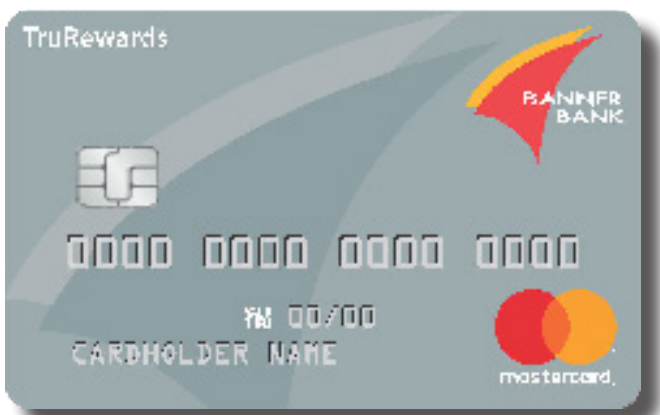 TruRewards
BANNER
BANK
0000 0000 0000 0000
00/00
CARDHOLDER NAME
mastercard.